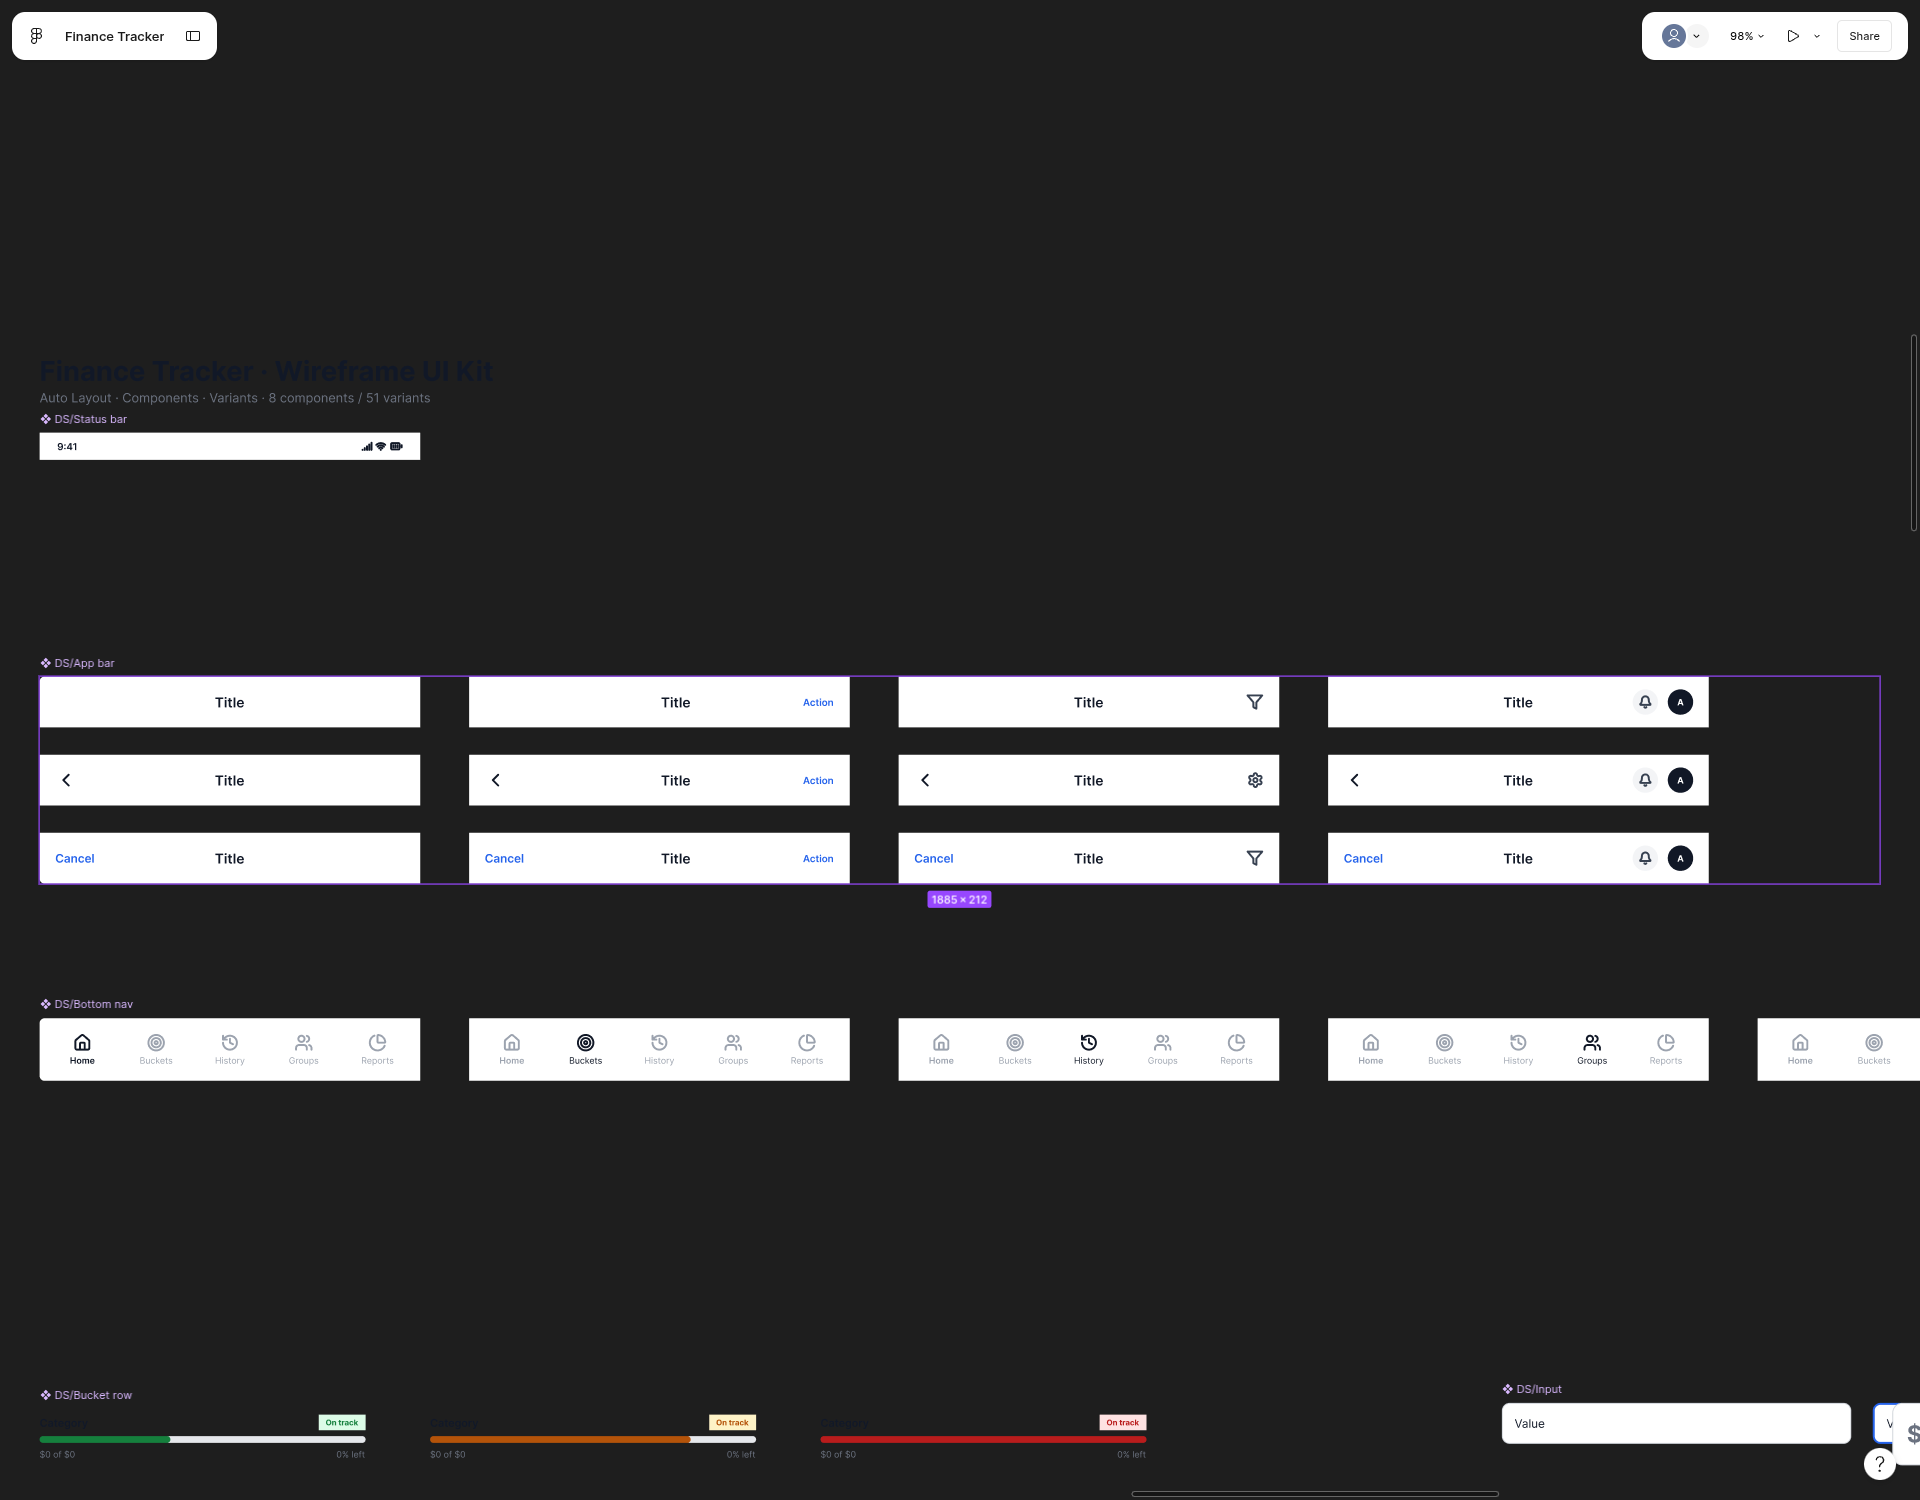 Finance Tracker
98%
Share
Finance Tracker · Wireframe UI Kit
Auto Layout · Components · Variants · 8 components / 51 variants
DS/Status bar
9:41
DS/App bar
Title
Title Action
Title
Title A
Title
Title Action
Title
Title A
Cancel Title
Cancel Title Action
Cancel Title
Cancel Title A
1885 × 212
DS/Bottom nav
Home Buckets History Groups Reports
Home Buckets History Groups Reports
Home Buckets History Groups Reports
Home Buckets History Groups Reports
Home Buckets
DS/Bucket row
Category On track
$0 of $0 0% left
Category On track
$0 of $0 0% left
Category On track
$0 of $0 0% left
DS/Input
Value
V
$
?